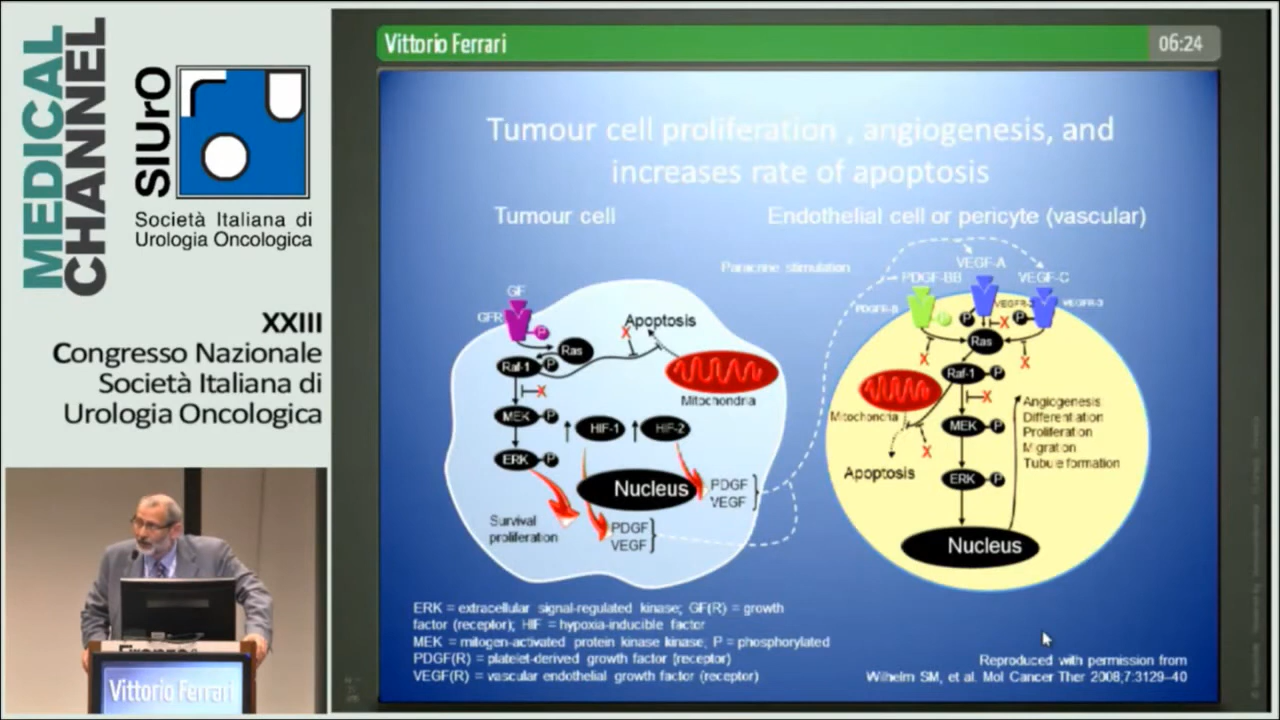 MEDICAL
CHANNEL
SIUrO
Società Italiana di
Urologia Oncologica
XXIII
Congresso Nazionale
Società Italiana di
Urologia Oncologica
Vittorio Ferrari
Vittorio Ferrari
06:24
Tumour cell proliferation , angiogenesis, and
increases rate of apoptosis
Tumour cell
Endothelial cell or pericyte (vascular)
Paracrine stimulation
GF
GFR
P
Ras
Raf-1
P
X
MEK
P
ERK
P
X
Apoptosis
Mitochondria
HIF-1
HIF-2
Nucleus
PDGF
VEGF
Survival
proliferation
PDGF
VEGF
VEGF-A
PDGF-BB
VEGF-C
PDGFR-β
VEGFR-2
VEGFR-3
P
P
X
Ras
X
X
Raf-1
P
X
Mitochondria
MEK
P
X
Apoptosis
ERK
P
Angiogenesis
Differentiation
Proliferation
Migration
Tubule formation
Nucleus
ERK = extracellular signal-regulated kinase; GF(R) = growth
factor (receptor); HIF = hypoxia-inducible factor
MEK = mitogen-activated protein kinase kinase; P = phosphorylated
PDGF(R) = platelet-derived growth factor (receptor)
VEGF(R) = vascular endothelial growth factor (receptor)
Reproduced with permission from
Wilhelm SM, et al. Mol Cancer Ther 2008;7:3129–40